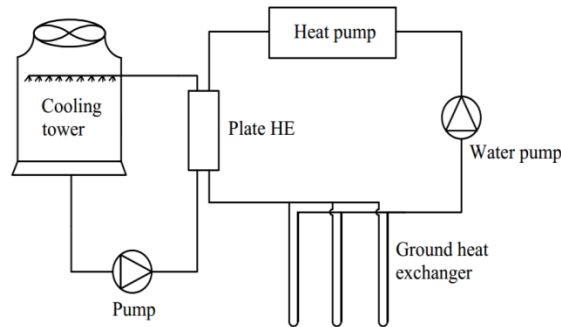 Heat pump
Cooling
tower
Plate HE
Water pump
Ground heat
exchanger
Pump